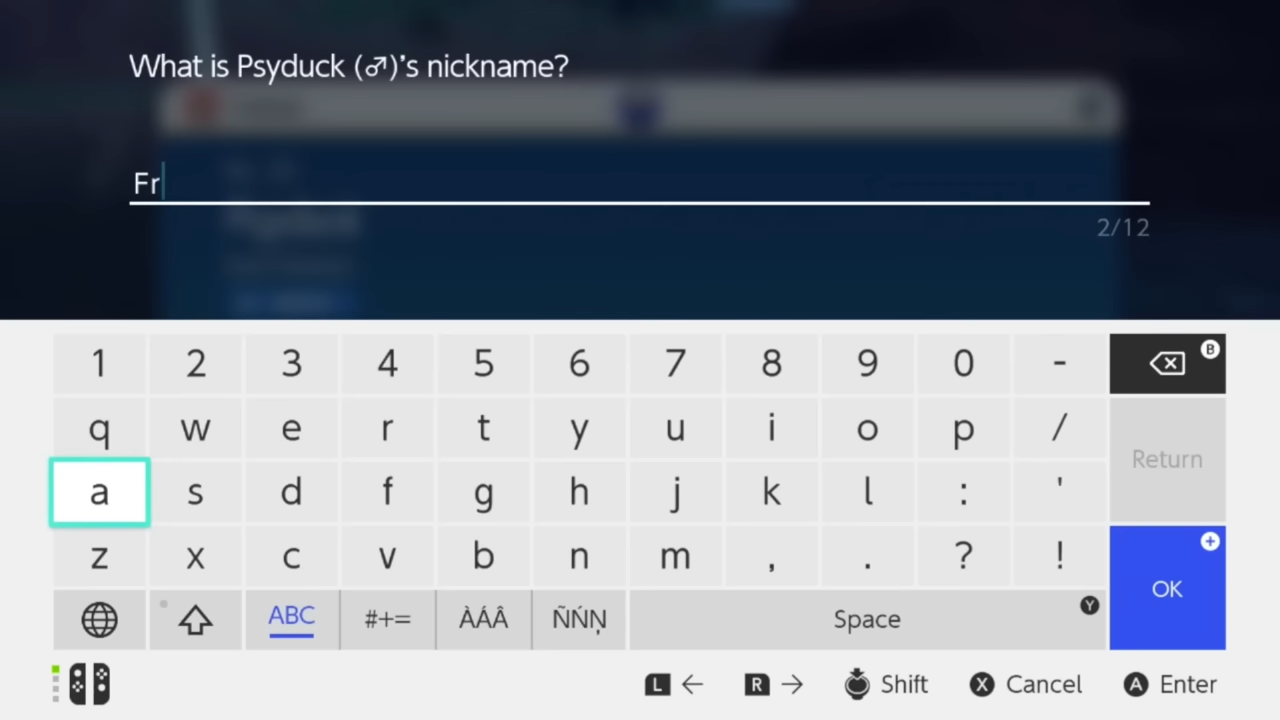 What is Psyduck (♂)'s nickname?
Fr
2/12
1 2 3 4 5 6 7 8 9 0 - B
q w e r t y u i o p /
Return
a s d f g h j k l : '
z x c v b n m , . ? ! +
OK
ABC #+= ÀÁÂ ÑŃŅ Space Y
L ← R → Shift X Cancel A Enter